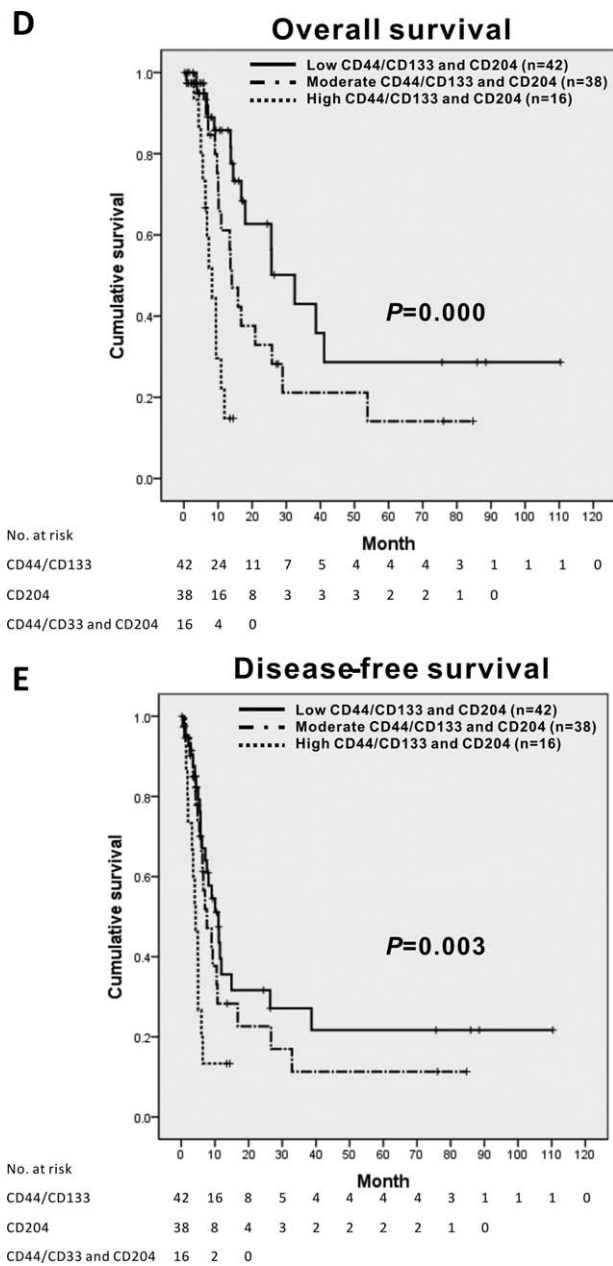 D
Overall survival
Low CD44/CD133 and CD204 (n=42)
Moderate CD44/CD133 and CD204 (n=38)
High CD44/CD133 and CD204 (n=16)
1.0
0.8
0.6
0.4
0.2
0.0
Cumulative survival
P=0.000
0 10 20 30 40 50 60 70 80 90 100 110 120
Month
No. at risk
CD44/CD133 42 24 11 7 5 4 4 4 3 1 1 1 0
CD204 38 16 8 3 3 3 2 2 1 0
CD44/CD33 and CD204 16 4 0
E
Disease-free survival
Low CD44/CD133 and CD204 (n=42)
Moderate CD44/CD133 and CD204 (n=38)
High CD44/CD133 and CD204 (n=16)
1.0
0.8
0.6
0.4
0.2
0.0
Cumulative survival
P=0.003
0 10 20 30 40 50 60 70 80 90 100 110 120
Month
No. at risk
CD44/CD133 42 16 8 5 4 4 4 4 3 1 1 1 0
CD204 38 8 4 3 2 2 2 2 1 0
CD44/CD33 and CD204 16 2 0